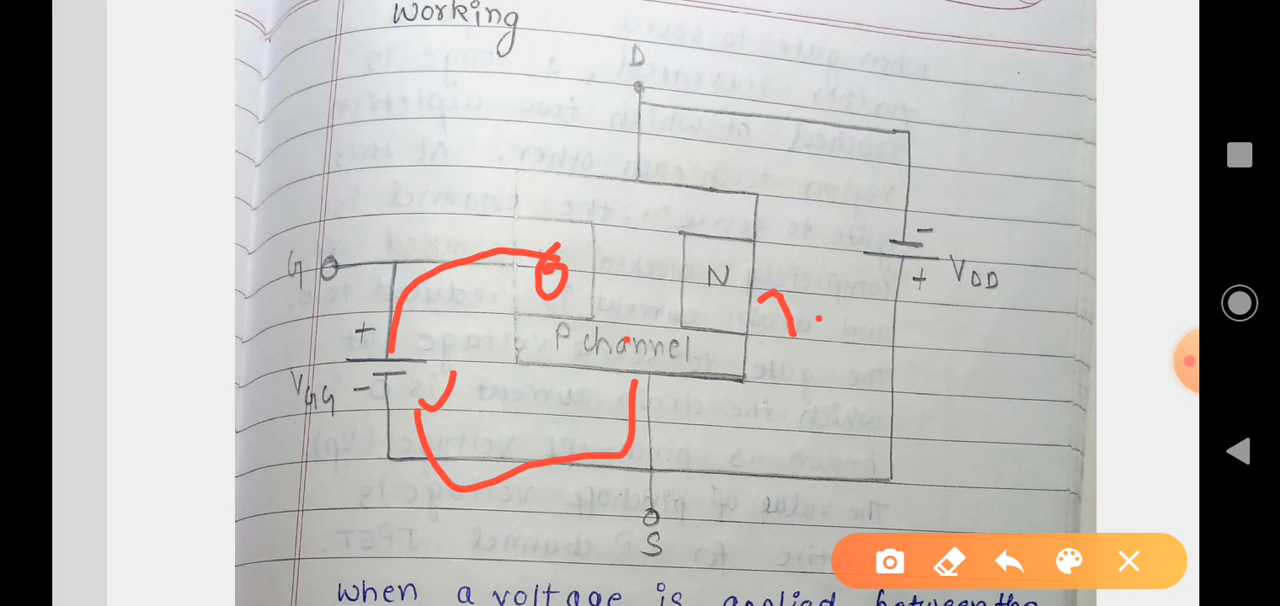 Working
D
-
G
N
+ VDD
+
P channel
VGG -
S
when a voltage is applied between the